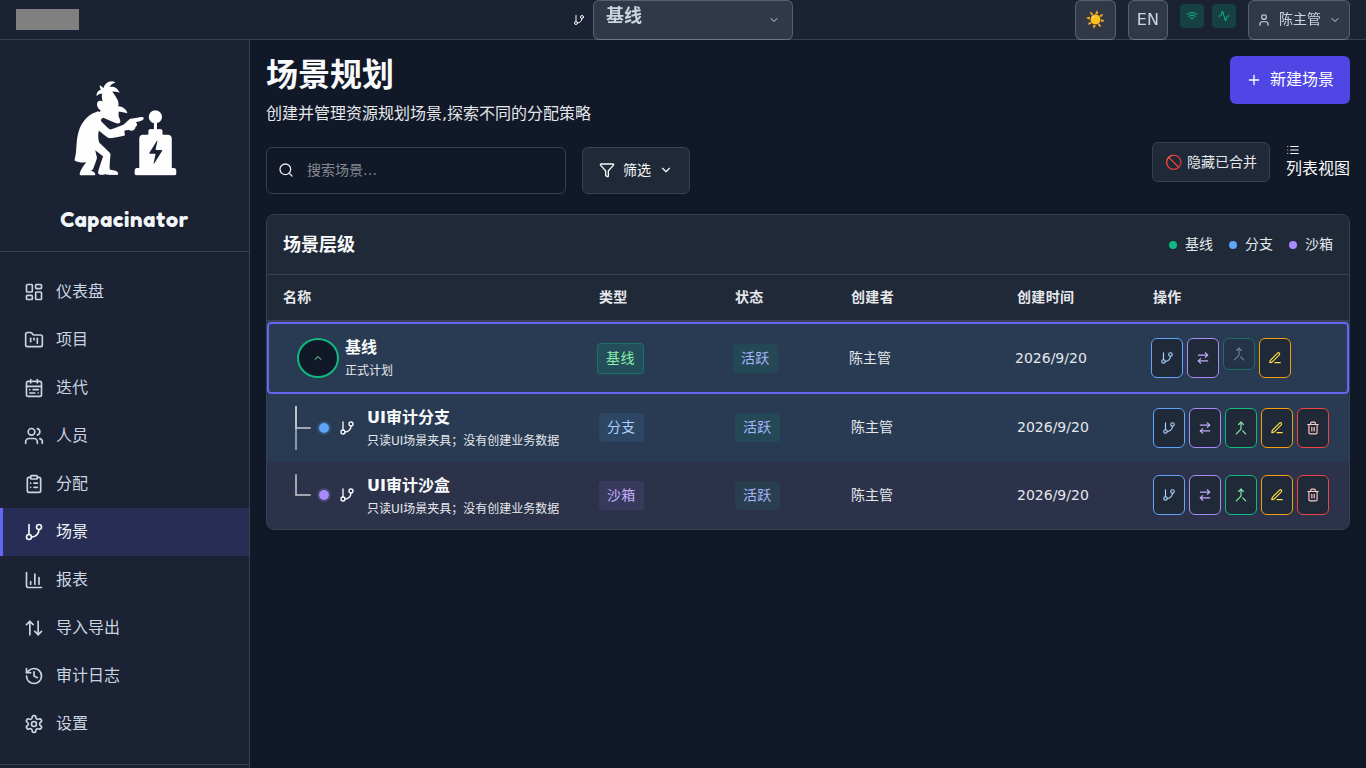 基线
EN
陈主管
Capacinator
仪表盘
项目
迭代
人员
分配
场景
报表
导入导出
审计日志
设置
场景规划
创建并管理资源规划场景,探索不同的分配策略
新建场景
搜索场景...
筛选
隐藏已合并
列表视图
场景层级
基线 分支 沙箱
名称 类型 状态 创建者 创建时间 操作
基线
正式计划
基线 活跃 陈主管 2026/9/20
UI审计分支
只读UI场景夹具；没有创建业务数据
分支 活跃 陈主管 2026/9/20
UI审计沙盒
只读UI场景夹具；没有创建业务数据
沙箱 活跃 陈主管 2026/9/20